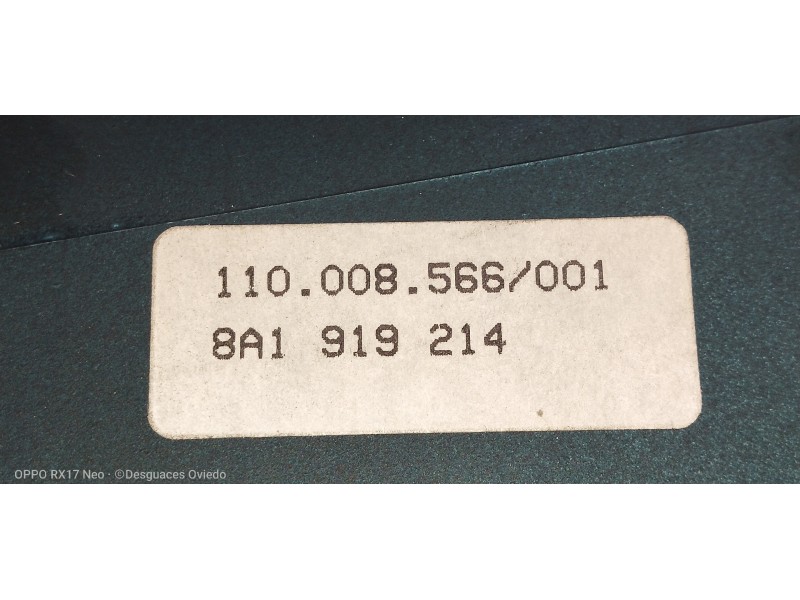 110.008.566/001
8A1 919 214
OPPO RX17 Neo · ©Desguaces Oviedo